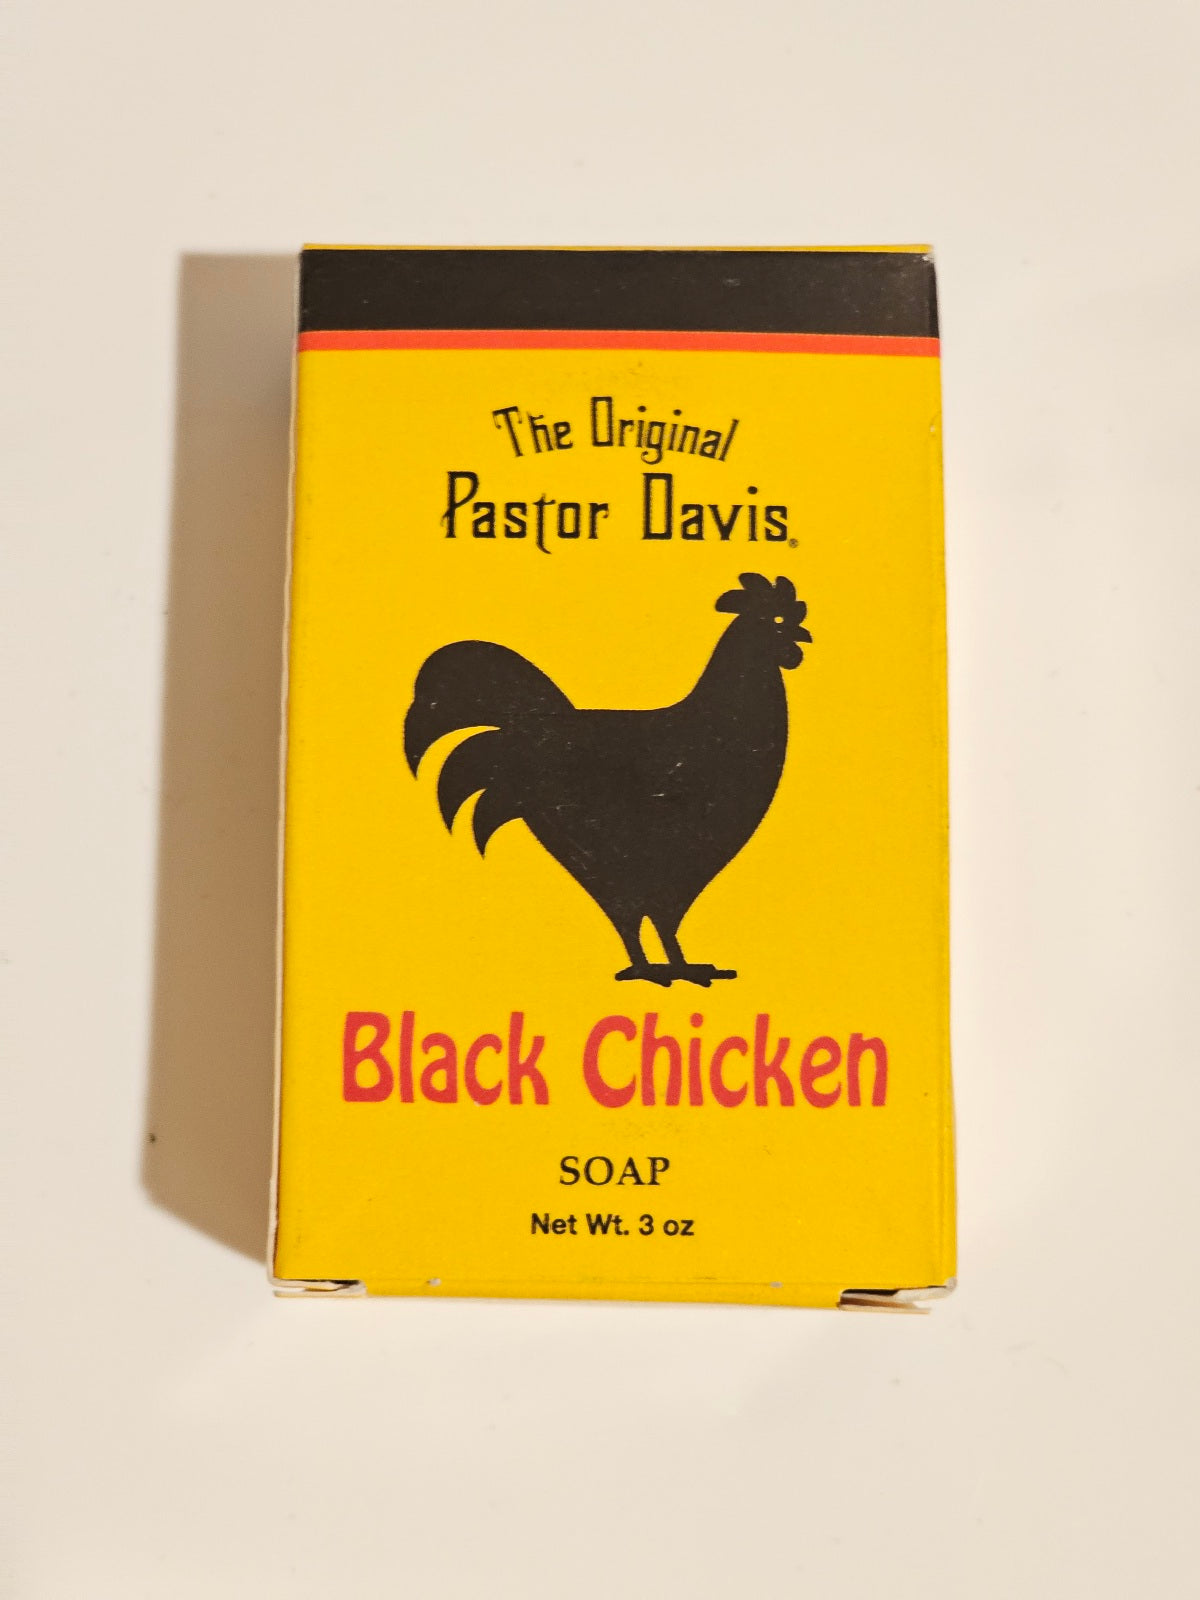 The Original
Pastor Davis®
Black Chicken
SOAP
Net Wt. 3 oz